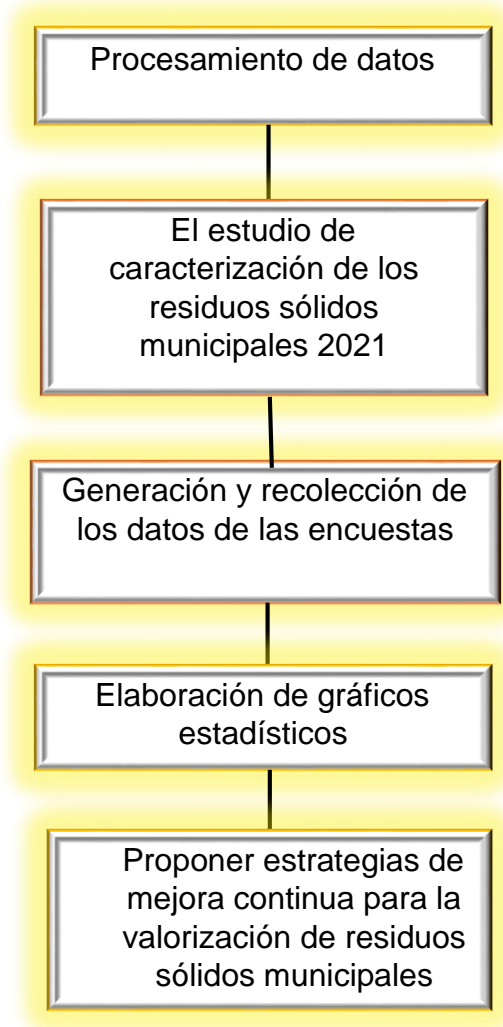 Procesamiento de datos
El estudio de
caracterización de los
residuos sólidos
municipales 2021
Generación y recolección de
los datos de las encuestas
Elaboración de gráficos
estadísticos
Proponer estrategias de
mejora continua para la
valorización de residuos
sólidos municipales